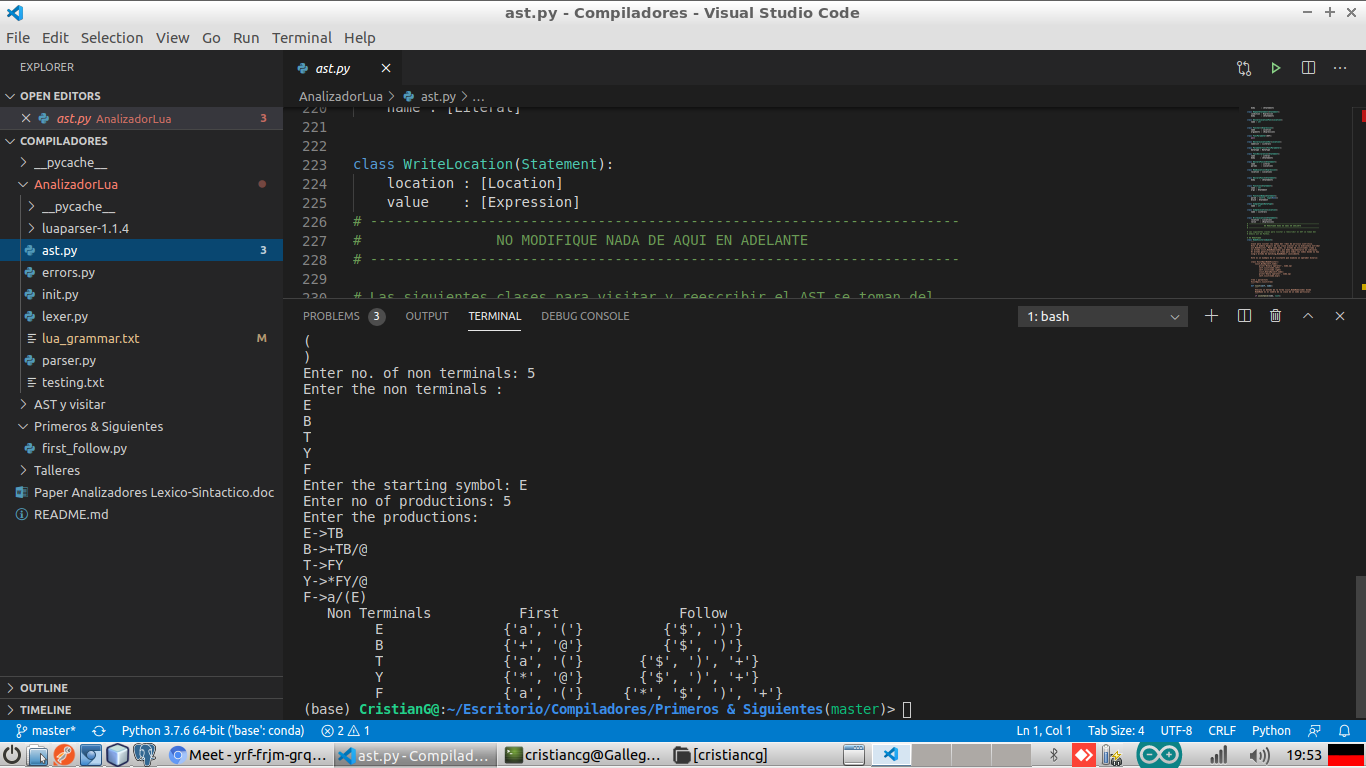 ast.py - Compiladores - Visual Studio Code
File Edit Selection View Go Run Terminal Help
EXPLORER
OPEN EDITORS
ast.py AnalizadorLua 3
COMPILADORES
__pycache__
AnalizadorLua
__pycache__
luaparser-1.1.4
ast.py 3
errors.py
init.py
lexer.py
lua_grammar.txt M
parser.py
testing.txt
AST y visitar
Primeros & Siguientes
first_follow.py
Talleres
Paper Analizadores Lexico-Sintactico.doc
README.md
OUTLINE
TIMELINE
ast.py
AnalizadorLua > ast.py > ...
220 name : [Literal]
221
222
223 class WriteLocation(Statement):
224 location : [Location]
225 value : [Expression]
226 # ----------------------------------------------------------------------
227 # NO MODIFIQUE NADA DE AQUI EN ADELANTE
228 # ----------------------------------------------------------------------
229
230 # Las siguientes clases para visitar y reescribir el AST se toman del
PROBLEMS 3 OUTPUT TERMINAL DEBUG CONSOLE 1: bash
(
)
Enter no. of non terminals: 5
Enter the non terminals :
E
B
T
Y
F
Enter the starting symbol: E
Enter no of productions: 5
Enter the productions:
E->TB
B->+TB/@
T->FY
Y->*FY/@
F->a/(E)
Non Terminals First Follow
E {'a', '('} {'$', ')'}
B {'+', '@'} {'$', ')'}
T {'a', '('} {'$', ')', '+'}
Y {'*', '@'} {'$', ')', '+'}
F {'a', '('} {'*', '$', ')', '+'}
(base) CristianG@:~/Escritorio/Compiladores/Primeros & Siguientes(master)>
master* Python 3.7.6 64-bit ('base': conda) 2 1 Ln 1, Col 1 Tab Size: 4 UTF-8 CRLF Python
Meet - yrf-frjm-grq... ast.py - Compilad... cristiancg@Galleg... [cristiancg] 19:53